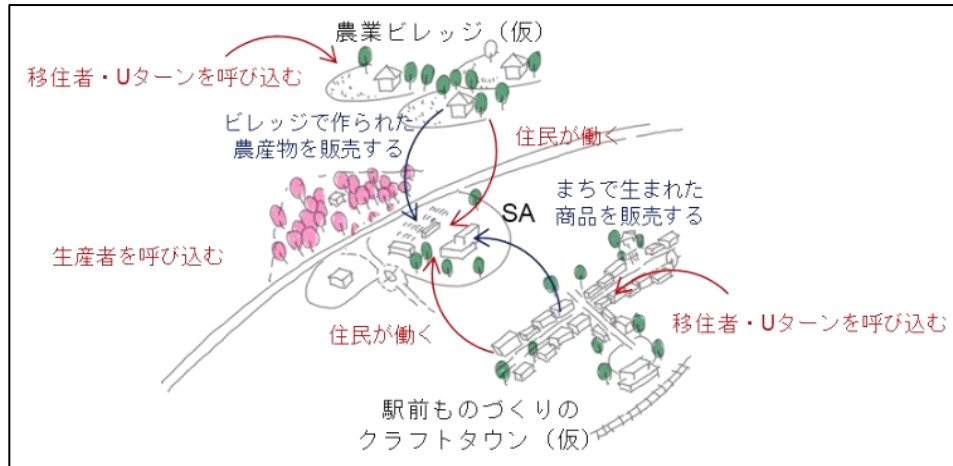 農業ビレッジ（仮）
移住者・Uターンを呼び込む
ビレッジで作られた
農産物を販売する
住民が働く
まちで生まれた
商品を販売する
SA
生産者を呼び込む
住民が働く
移住者・Uターンを呼び込む
駅前ものづくりの
クラフトタウン（仮）